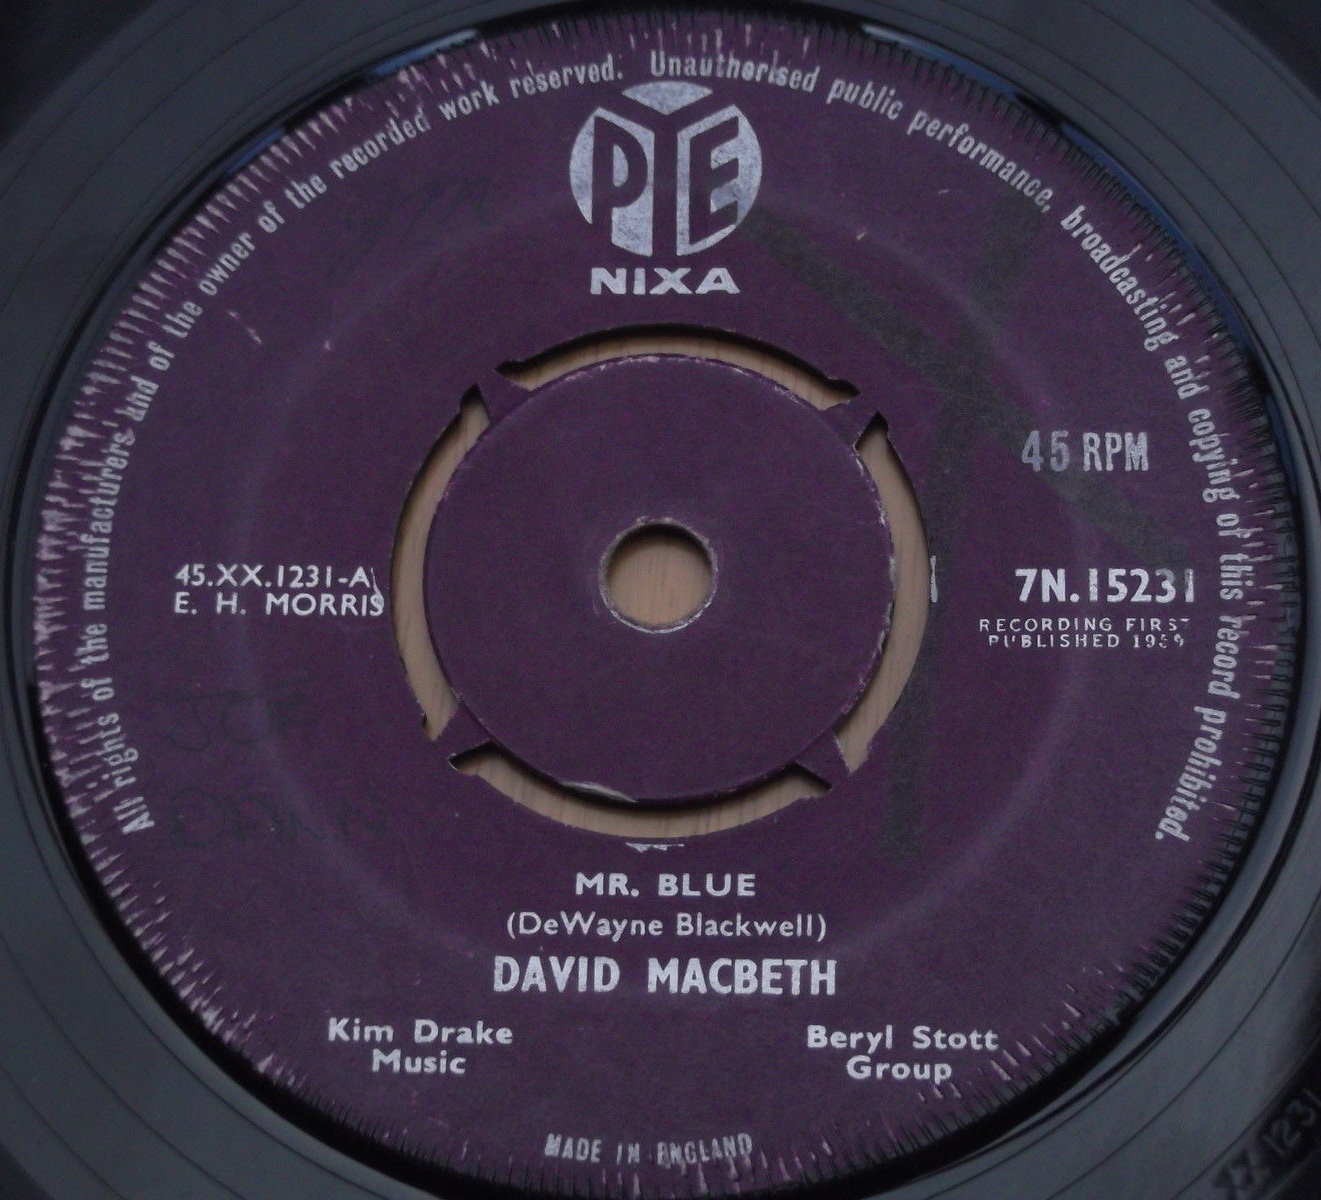 All rights of the manufacturers and of the owner of the recorded work reserved. Unauthorised public performance, broadcasting and copying of this record prohibited.
PYE
NIXA
45 RPM
45.XX.1231-A
E. H. MORRIS
7N.15231
RECORDING FIRST
PUBLISHED 1959
MR. BLUE
(DeWayne Blackwell)
DAVID MACBETH
Kim Drake
Music
Beryl Stott
Group
MADE IN ENGLAND